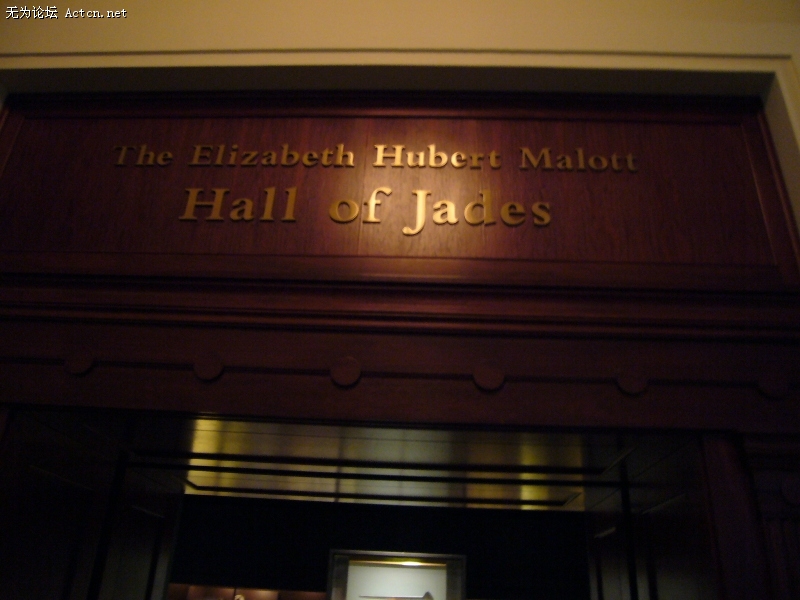 无为论坛 Actcn.net
The Elizabeth Hubert Malott
Hall of Jades